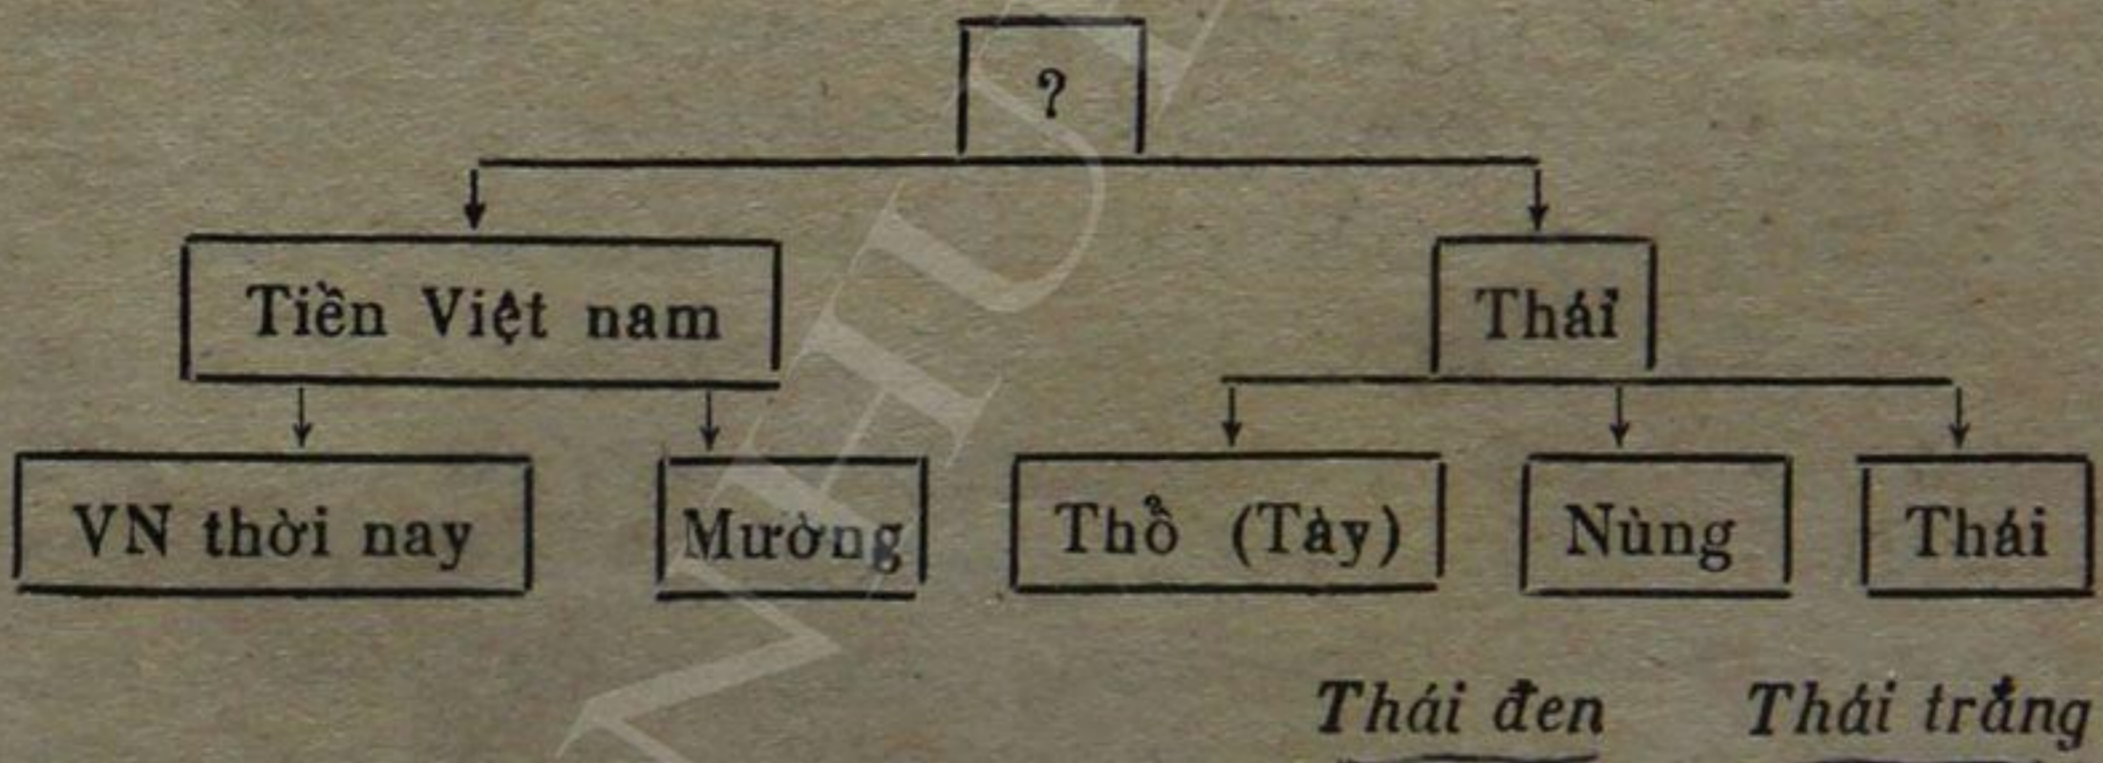 ?
Tiền Việt nam Thái
VN thời nay Mường Thổ (Tày) Nùng Thái
Thái đen Thái trắng